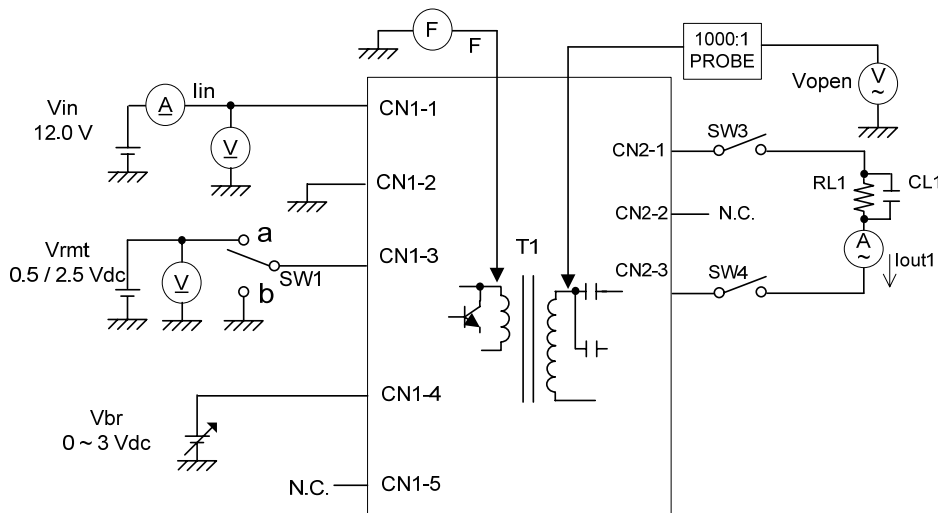 F
F
1000:1
PROBE
Vopen
V
~
Vin
12.0 V
A
Iin
V
CN1-1
CN1-2
Vrmt
0.5 / 2.5 Vdc
V
a
b
SW1
CN1-3
T1
CN2-1
SW3
CN2-2
N.C.
CN2-3
SW4
RL1
CL1
A
~
Iout1
Vbr
0 ~ 3 Vdc
CN1-4
N.C.
CN1-5